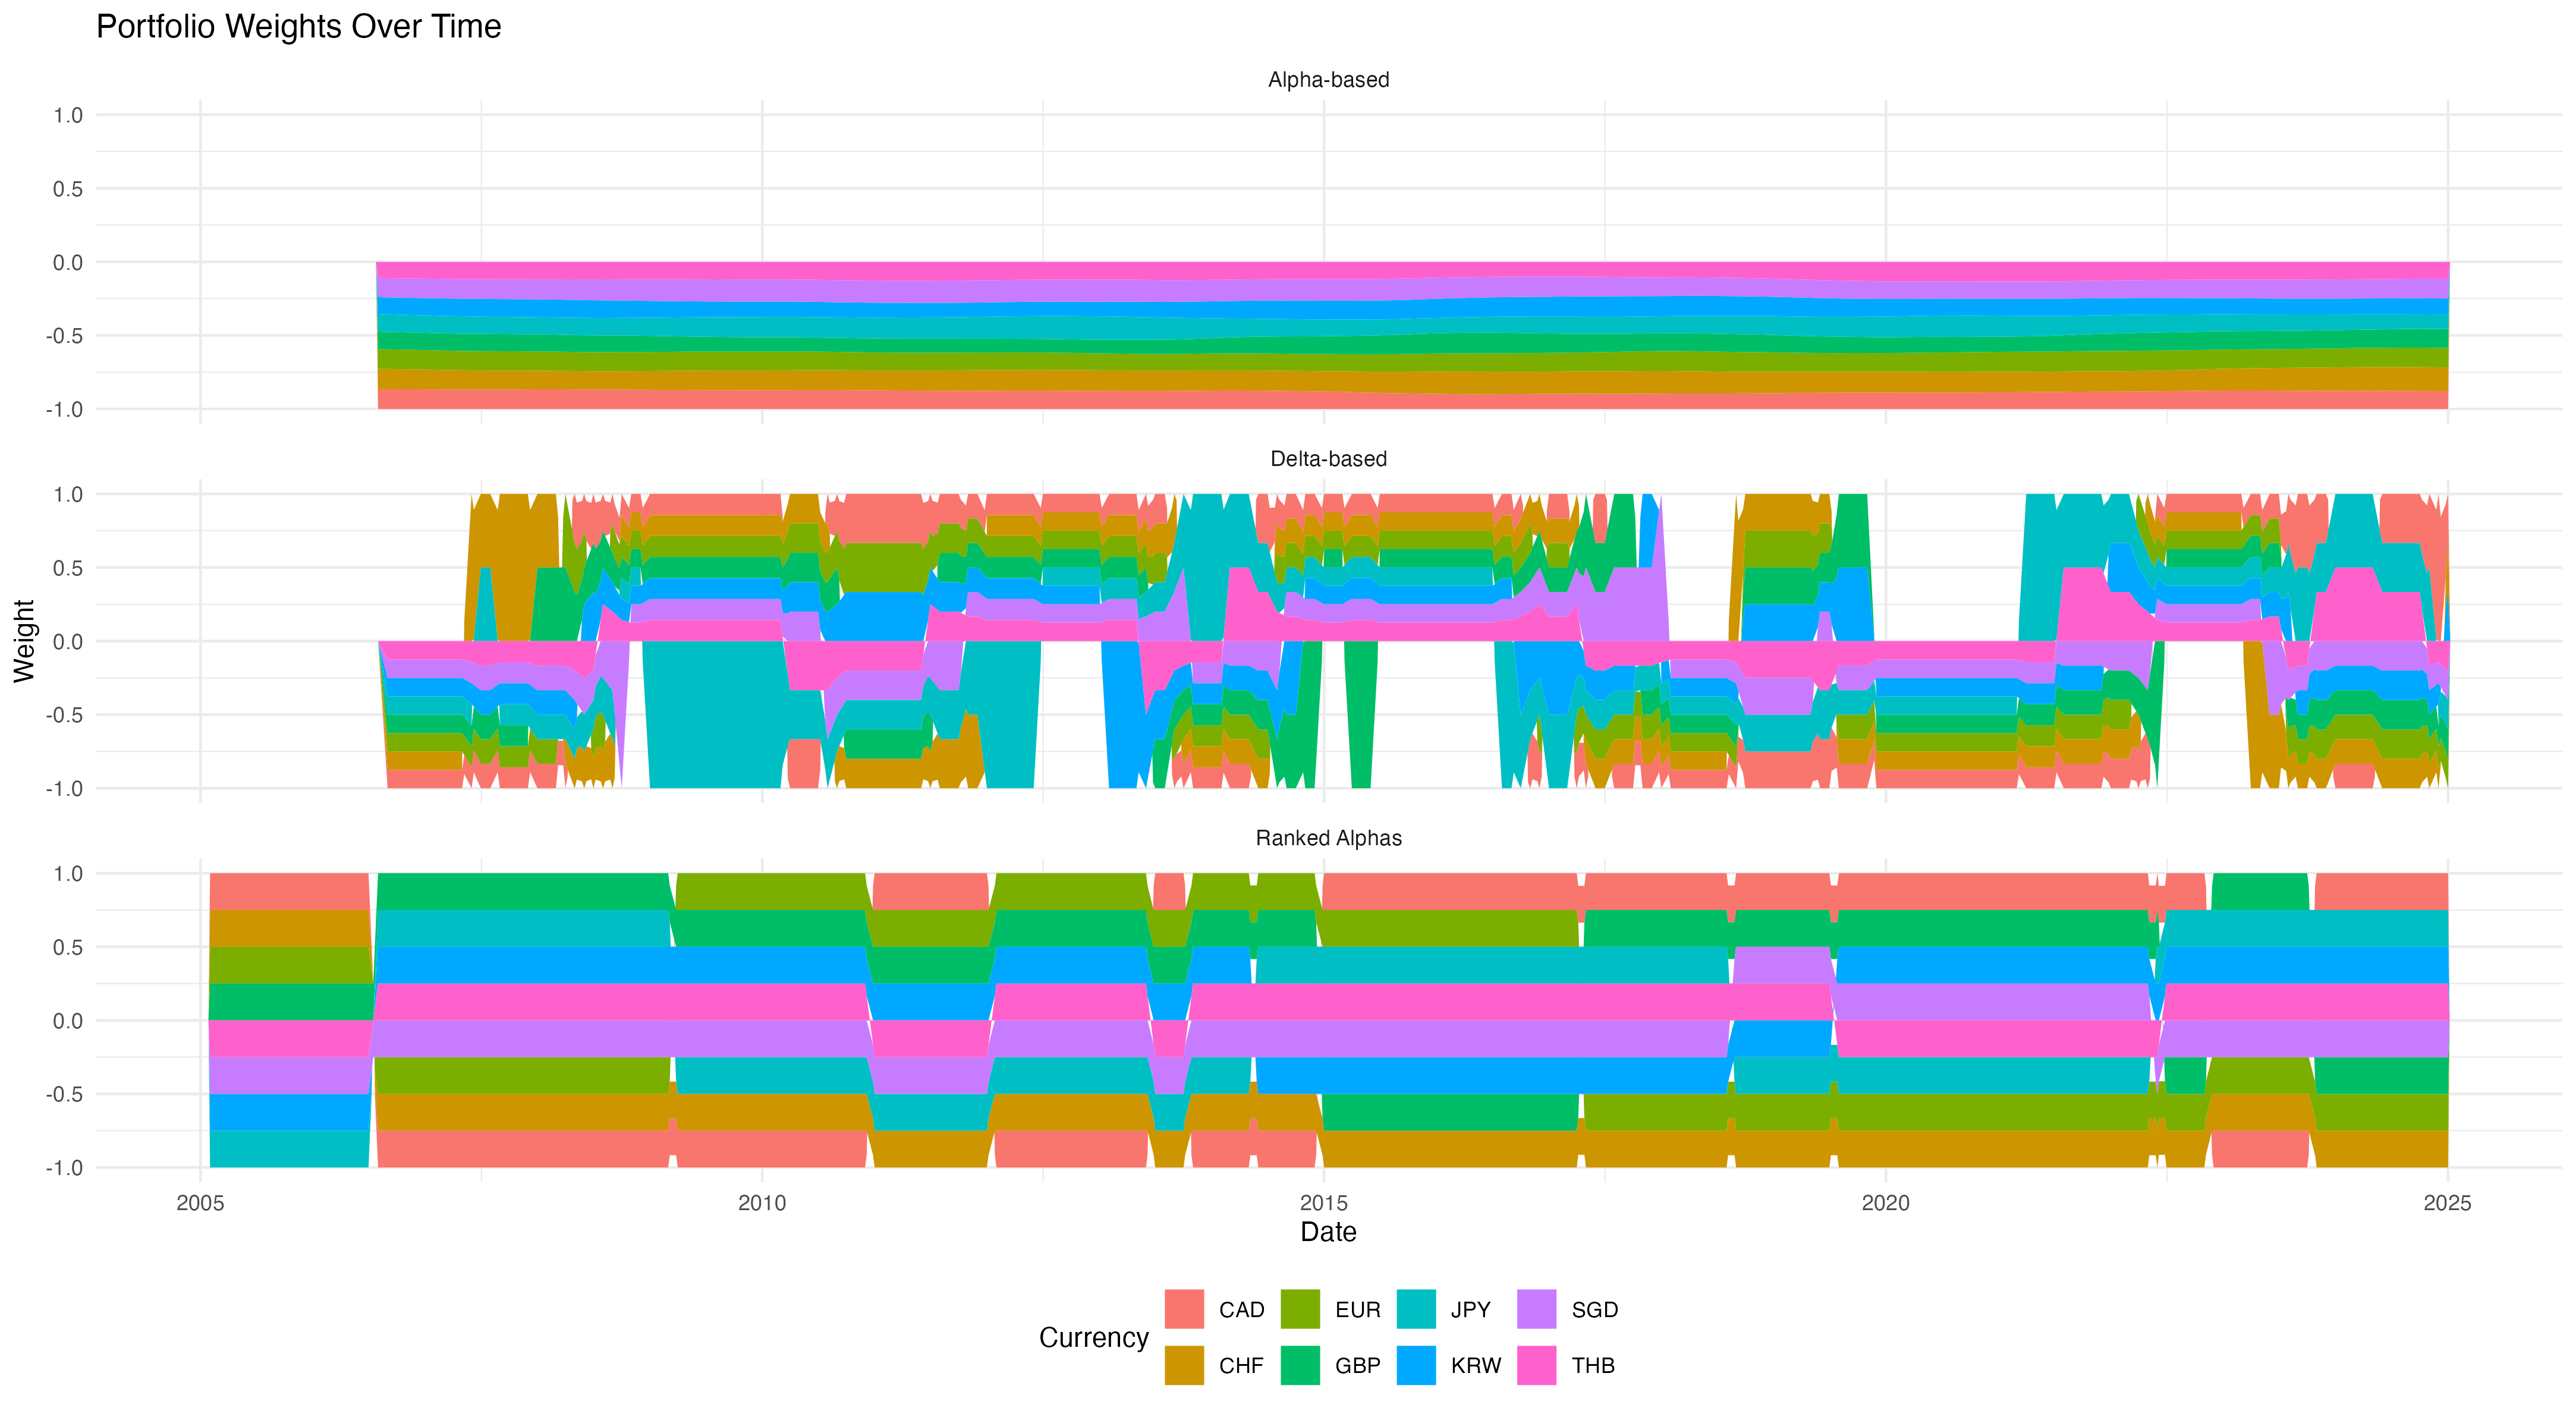 Portfolio Weights Over Time
Alpha-based
1.0
0.5
0.0
-0.5
-1.0
Delta-based
1.0
0.5
0.0
-0.5
-1.0
Weight
Ranked Alphas
1.0
0.5
0.0
-0.5
-1.0
2005 2010 2015 2020 2025
Date
Currency
CAD EUR JPY SGD
CHF GBP KRW THB